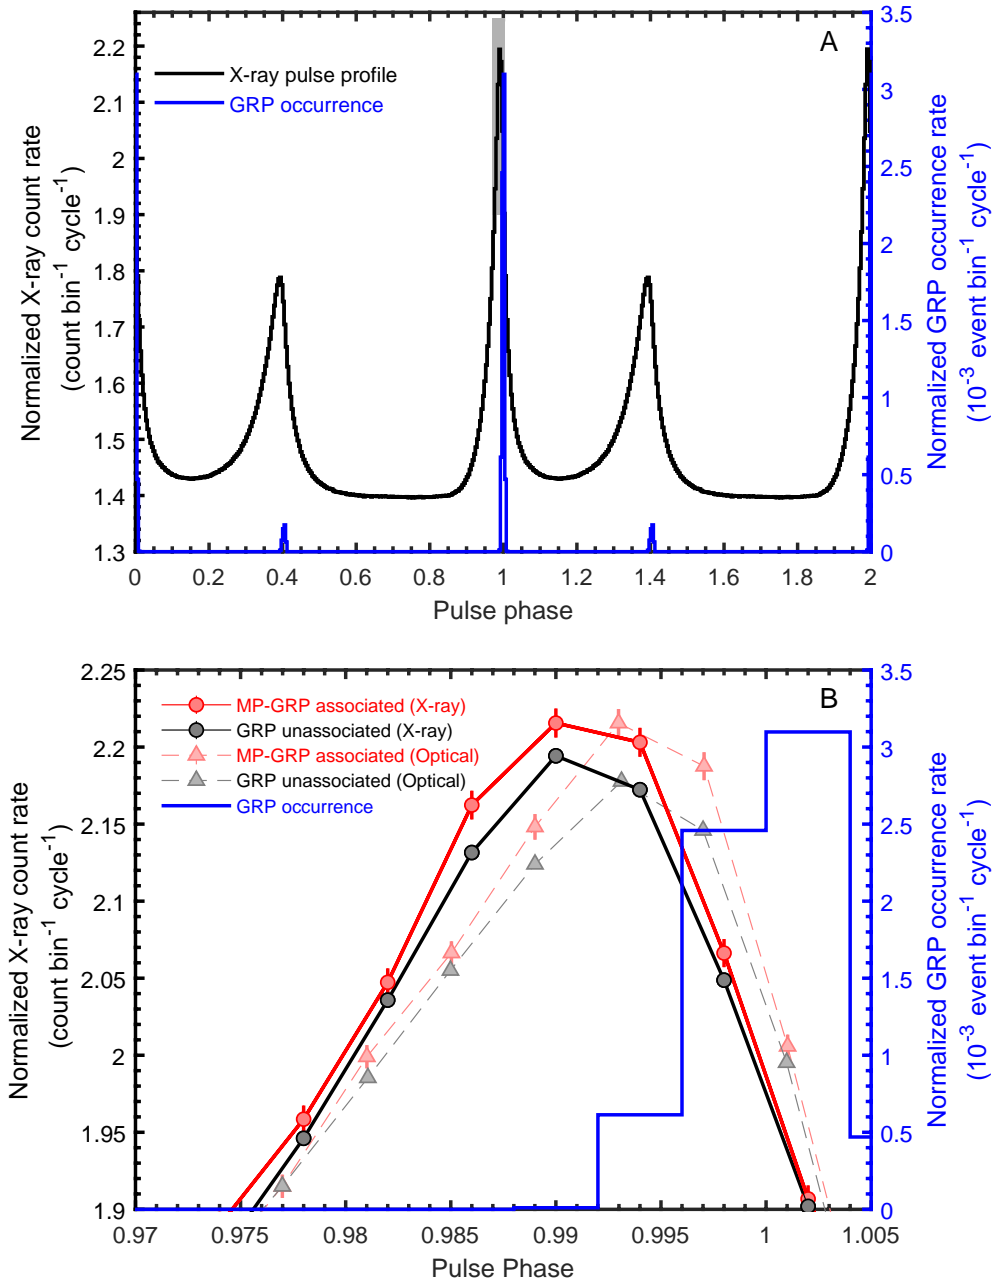 A
X-ray pulse profile
GRP occurrence
Normalized X-ray count rate
(count bin⁻¹ cycle⁻¹)
2.2
2.1
2
1.9
1.8
1.7
1.6
1.5
1.4
1.3
3.5
3
2.5
2
1.5
1
0.5
0
Normalized GRP occurrence rate
(10⁻³ event bin⁻¹ cycle⁻¹)
0 0.2 0.4 0.6 0.8 1 1.2 1.4 1.6 1.8 2
Pulse phase
B
MP-GRP associated (X-ray)
GRP unassociated (X-ray)
MP-GRP associated (Optical)
GRP unassociated (Optical)
GRP occurrence
Normalized X-ray count rate
(count bin⁻¹ cycle⁻¹)
2.25
2.2
2.15
2.1
2.05
2
1.95
1.9
3.5
3
2.5
2
1.5
1
0.5
0
Normalized GRP occurrence rate
(10⁻³ event bin⁻¹ cycle⁻¹)
0.97 0.975 0.98 0.985 0.99 0.995 1 1.005
Pulse Phase